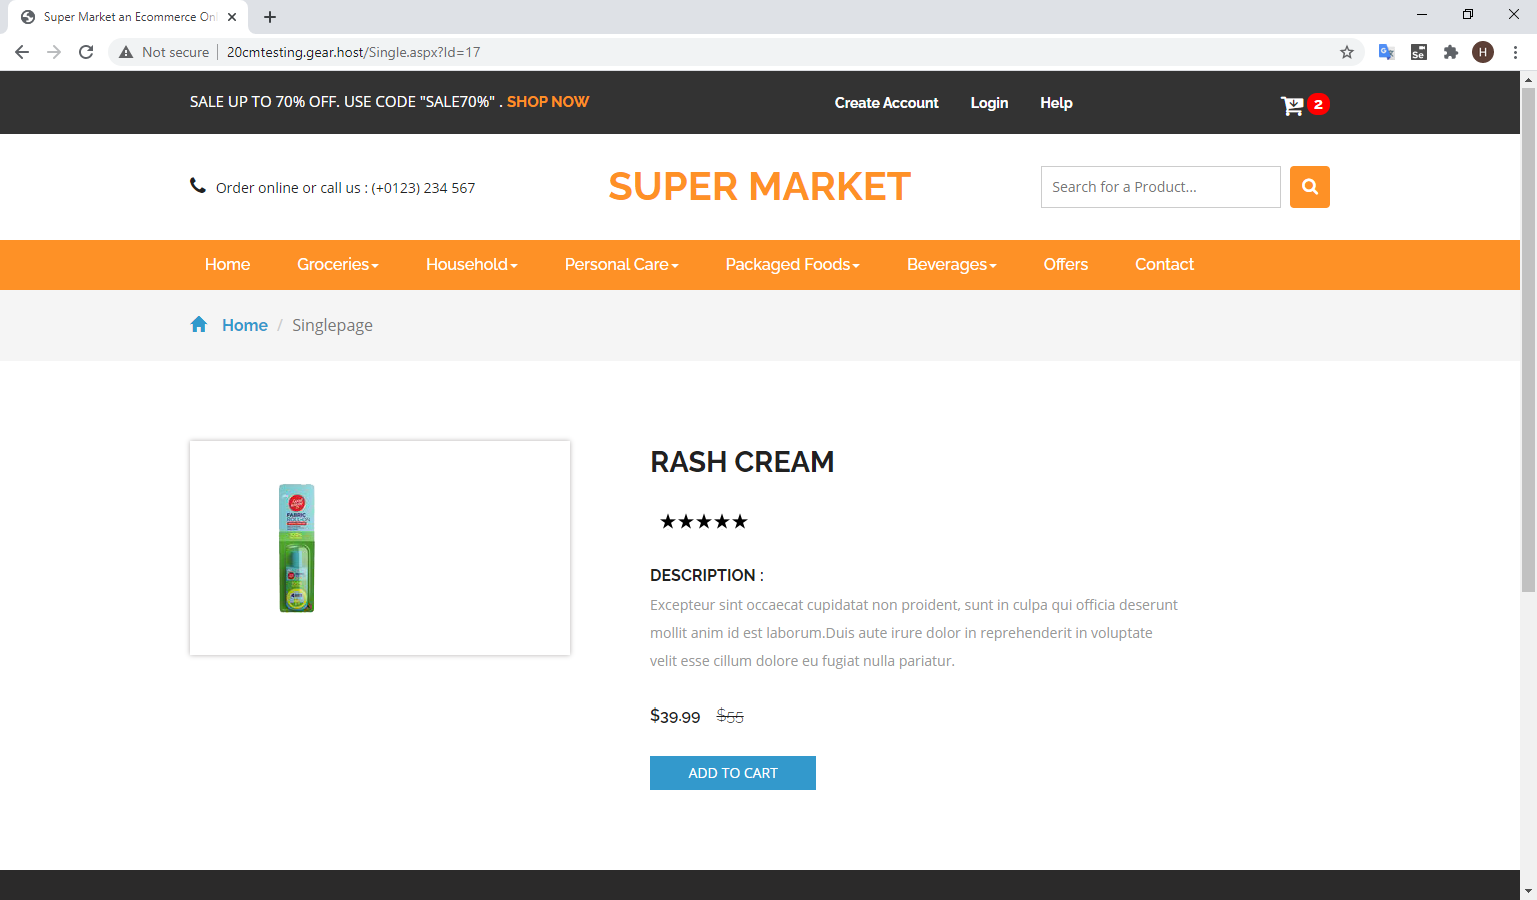 Super Market an Ecommerce Onl
Not secure 20cmtesting.gear.host/Single.aspx?Id=17
Se
H
SALE UP TO 70% OFF. USE CODE "SALE70%" . SHOP NOW
Create Account Login Help 2
Order online or call us : (+0123) 234 567
SUPER MARKET
Search for a Product...
Home Groceries Household Personal Care Packaged Foods Beverages Offers Contact
Home / Singlepage
FABRIC
ROLL-ON
RASH CREAM
★★★★★
DESCRIPTION :
Excepteur sint occaecat cupidatat non proident, sunt in culpa qui officia deserunt
mollit anim id est laborum.Duis aute irure dolor in reprehenderit in voluptate
velit esse cillum dolore eu fugiat nulla pariatur.
$39.99 $55
ADD TO CART